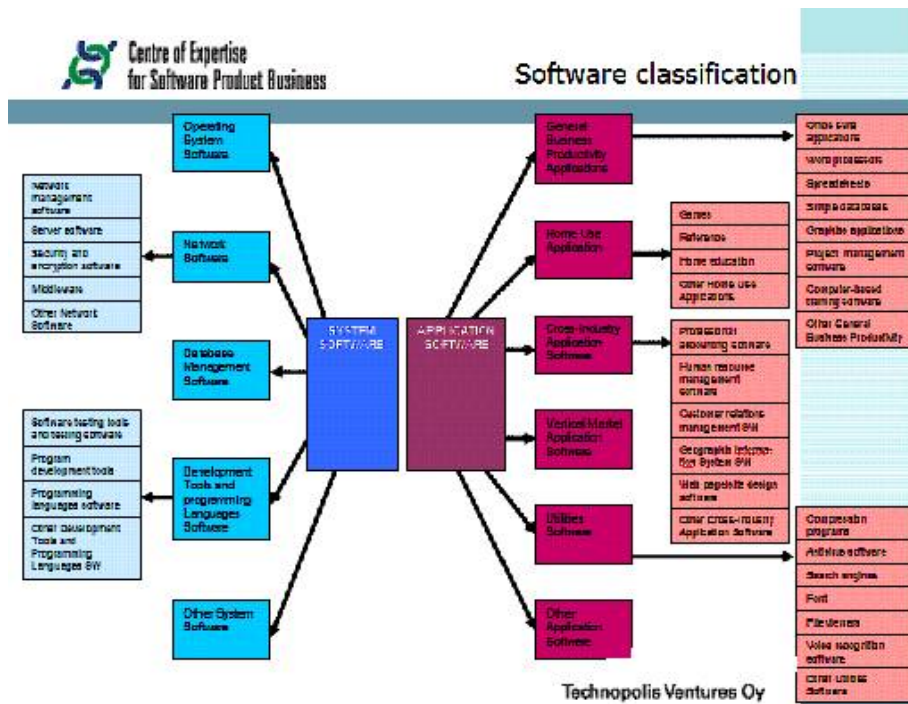 Centre of Expertise
for Software Product Business
Software classification
Operating
System
Software
Network
management
software
Server software
Security and
encryption software
Middleware
Other Network
Software
Network
Software
Database
Management
Software
Software testing tools
and testing software
Program
development tools
Programming
languages software
Other Development
Tools and
Programming
Languages SW
Development
Tools and
programming
Languages
Software
Other System
Software
SYSTEM
SOFTWARE
APPLICATION
SOFTWARE
General
Business
Productivity
Applications
Home Use
Application
Cross-Industry
Application
Software
Vertical Market
Application
Software
Utilities
Software
Other
Application
Software
Games
Reference
Home education
Other Home Use
Applications
Professional
accounting software
Human resource
management
software
Customer relations
management SW
Geographic Informa-
tion System SW
Web page/site design
software
Other Cross-Industry
Application Software
applications
Word processors
Spreadsheets
Simple databases
Graphics applications
Project management
software
Computer-based
training software
Other General
Business Productivity
Compression
programs
Antivirus software
Search engines
Font
File viewers
Voice recognition
software
Other Utilities
Software
Technopolis Ventures Oy